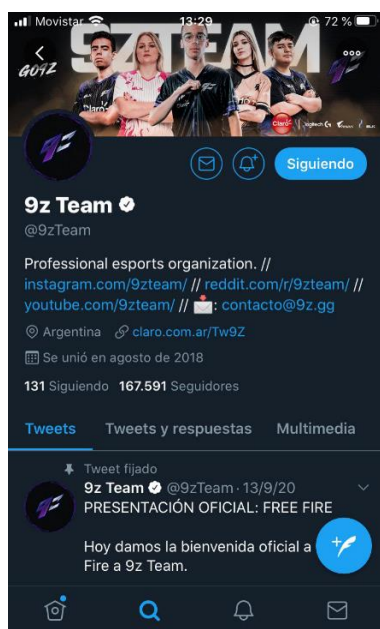 Movistar 13:29 72 %
9ZTEAM
GO9Z
Claro
logitech G
Siguiendo
9z Team
@9zTeam
Professional esports organization. //
instagram.com/9zteam/ // reddit.com/r/9zteam/ //
youtube.com/9zteam/ // 📩: contacto@9z.gg
Argentina claro.com.ar/Tw9Z
Se unió en agosto de 2018
131 Siguiendo 167.591 Seguidores
Tweets Tweets y respuestas Multimedia
Tweet fijado
9z Team @9zTeam · 13/9/20
PRESENTACIÓN OFICIAL: FREE FIRE
Hoy damos la bienvenida oficial a
Fire a 9z Team.